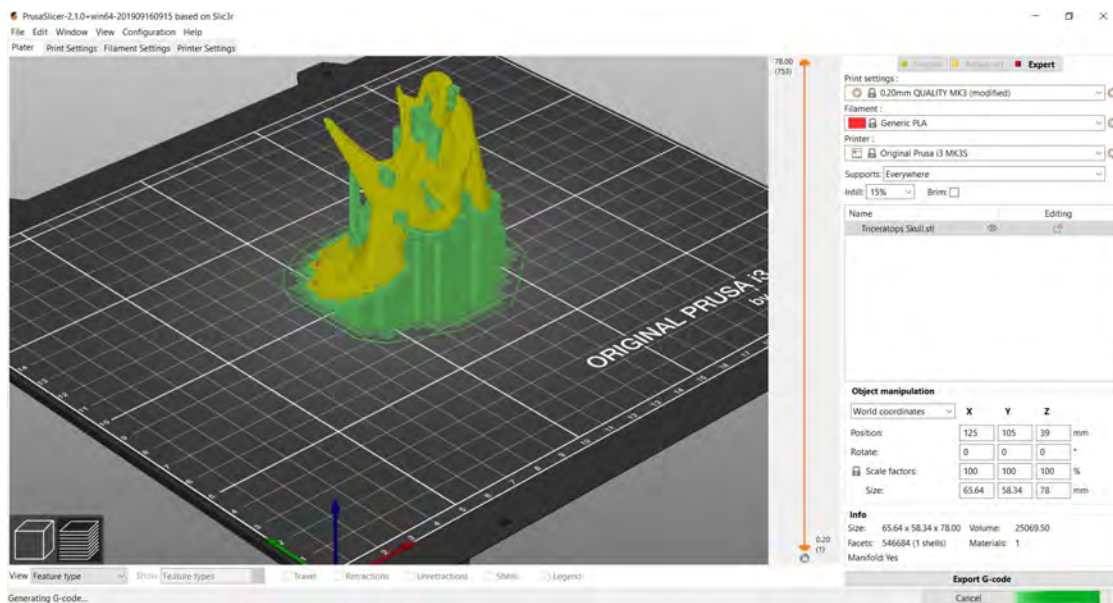 PrusaSlicer-2.1.0+win64-201909160915 based on Slic3r
File Edit Window View Configuration Help
Plater Print Settings Filament Settings Printer Settings
78.00
(753)
Expert
Print settings :
0.20mm QUALITY MK3 (modified)
Filament :
Generic PLA
Printer :
Original Prusa i3 MK3S
Supports: Everywhere
Infill: 15% Brim:
Name Editing
Triceratops Skull.stl
ORIGINAL PRUSA i3
by
Object manipulation
World coordinates X Y Z
Position: 125 105 39 mm
Rotate: 0 0 0 °
Scale factors: 100 100 100 %
Size: 65.64 58.34 78 mm
Info
Size: 65.64 x 58.34 x 78.00 Volume: 25069.50
Facets: 546684 (1 shells) Materials: 1
Manifold: Yes
0.20
(1)
View Feature type Show Feature types Travel Retractions Unretractions Shells Legend
Export G-code
Generating G-code... Cancel